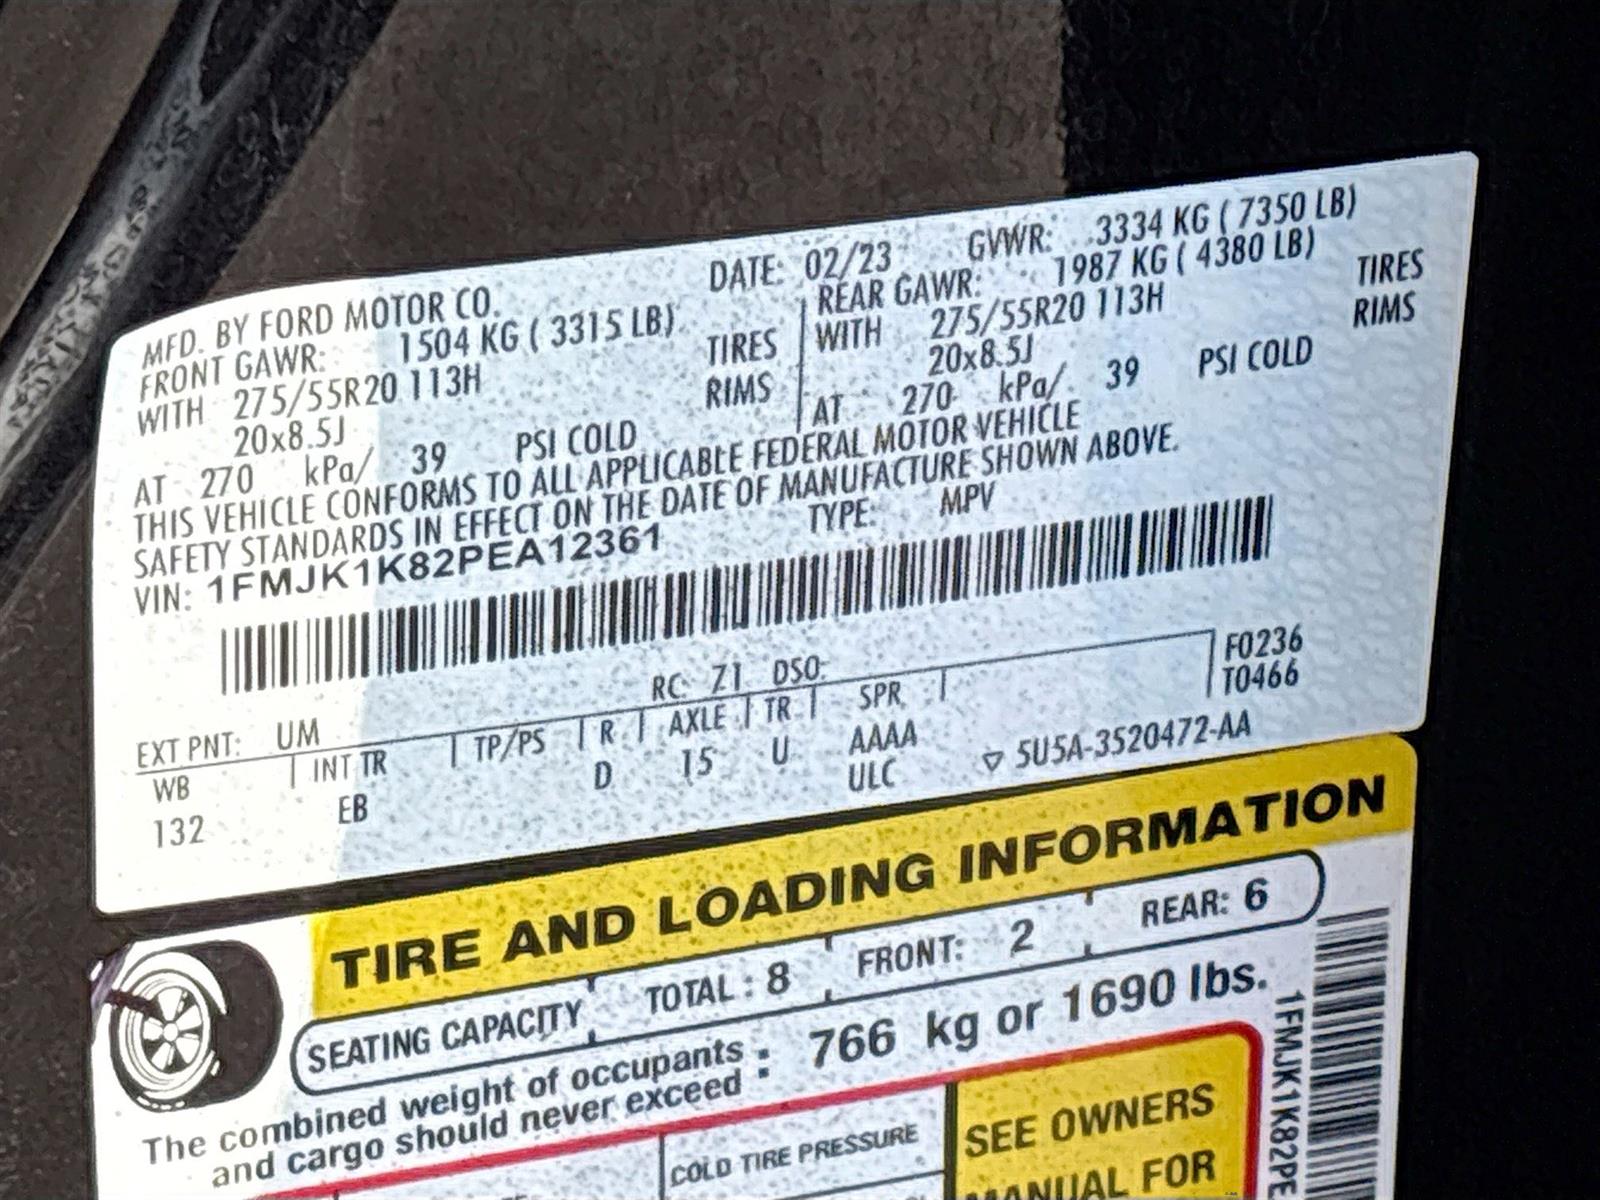 MFD. BY FORD MOTOR CO.
DATE: 02/23 GVWR: 3334 KG ( 7350 LB)
FRONT GAWR: 1504 KG ( 3315 LB)
WITH 275/55R20 113H TIRES
20x8.5J RIMS
AT 270 kPa/ 39 PSI COLD
REAR GAWR: 1987 KG ( 4380 LB)
WITH 275/55R20 113H TIRES
20x8.5J RIMS
AT 270 kPa/ 39 PSI COLD
THIS VEHICLE CONFORMS TO ALL APPLICABLE FEDERAL MOTOR VEHICLE
SAFETY STANDARDS IN EFFECT ON THE DATE OF MANUFACTURE SHOWN ABOVE.
VIN: 1FMJK1K82PEA12361 TYPE: MPV
F0236
T0466
EXT PNT: UM RC: Z1 DSO:
WB INT TR TP/PS R AXLE TR SPR
132 EB D 15 U AAAA
ULC ▽ 5U5A-3520472-AA
TIRE AND LOADING INFORMATION
SEATING CAPACITY TOTAL : 8 FRONT: 2 REAR: 6
The combined weight of occupants
and cargo should never exceed : 766 kg or 1690 lbs.
COLD TIRE PRESSURE
SEE OWNERS
MANUAL FOR
1FMJK1K82PE